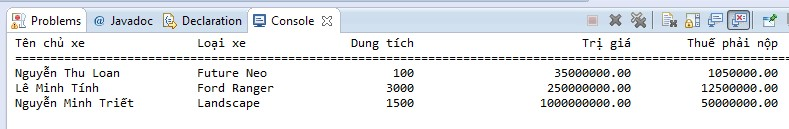 Problems @ Javadoc Declaration Console
Tên chủ xe Loại xe Dung tích Trị giá Thuế phải nộp
==============================================================================================
Nguyễn Thu Loan Future Neo 100 35000000.00 1050000.00
Lê Minh Tính Ford Ranger 3000 250000000.00 12500000.00
Nguyễn Minh Triết Landscape 1500 1000000000.00 50000000.00